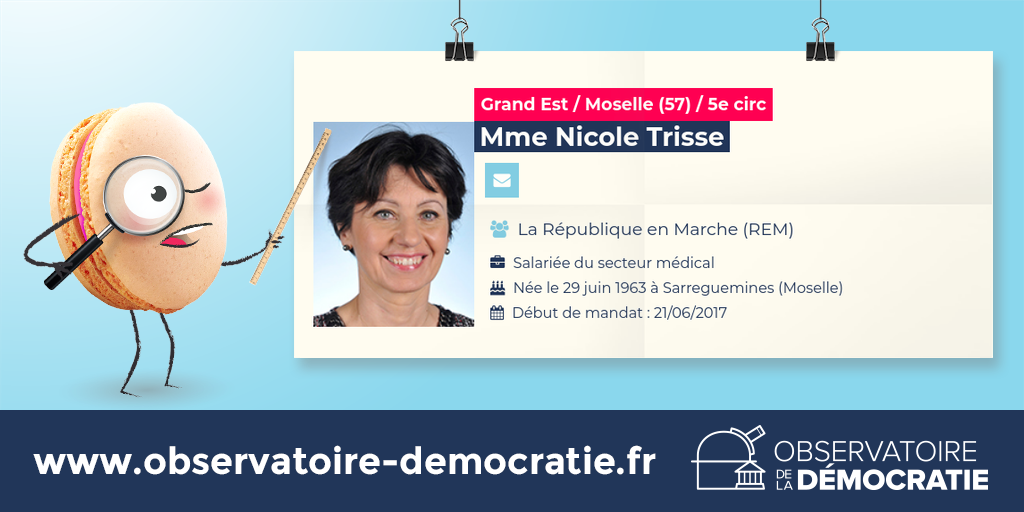 Grand Est / Moselle (57) / 5e circ
Mme Nicole Trisse
La République en Marche (REM)
Salariée du secteur médical
Née le 29 juin 1963 à Sarreguemines (Moselle)
Début de mandat : 21/06/2017
www.observatoire-democratie.fr
OBSERVATOIRE
DE LA DÉMOCRATIE